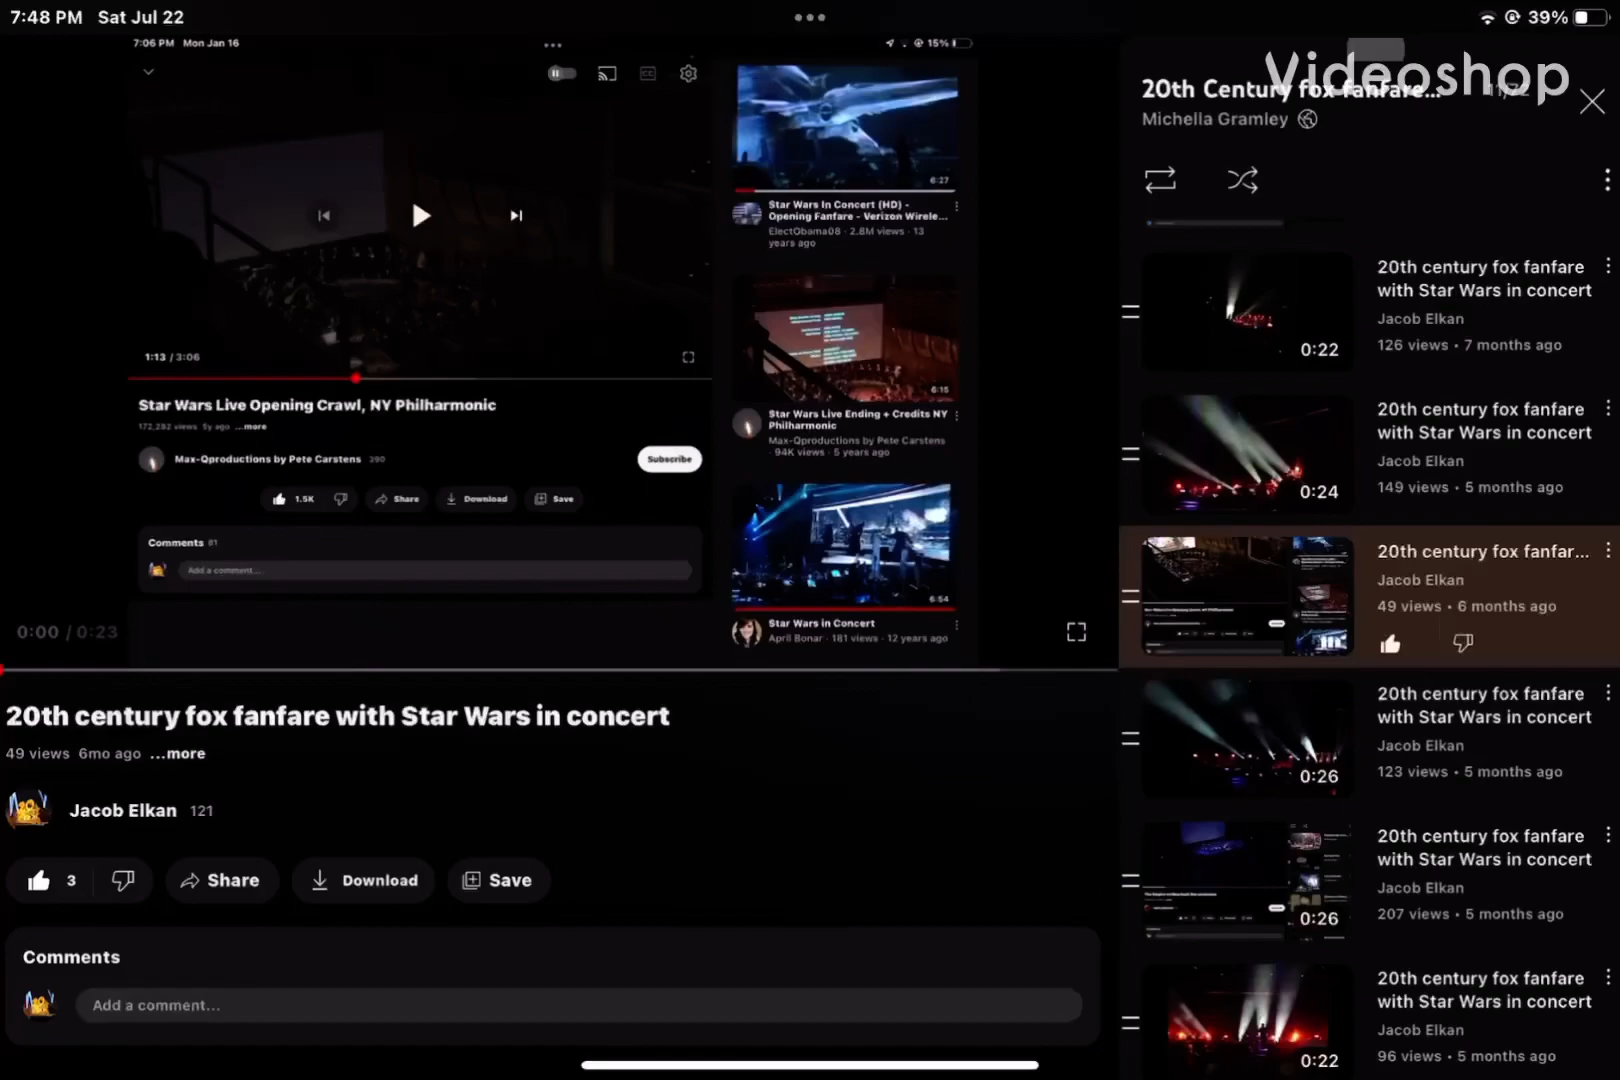 7:48 PM Sat Jul 22
39%
7:06 PM Mon Jan 16
15%
CC
1:13 / 3:06
Star Wars Live Opening Crawl, NY Philharmonic
172,292 views 5y ago ...more
Max-Qproductions by Pete Carstens 390
Subscribe
1.5K
Share
Download
Save
Comments 81
Add a comment...
6:27
Star Wars In Concert (HD) -
Opening Fanfare - Verizon Wirele...
ElectObama08 · 2.8M views · 13
years ago
6:15
Star Wars Live Ending + Credits NY
Philharmonic
Max-Qproductions by Pete Carstens
· 94K views · 5 years ago
6:54
Star Wars in Concert
April Bonar · 181 views · 12 years ago
0:00 / 0:23
20th century fox fanfare with Star Wars in concert
49 views 6mo ago ...more
Jacob Elkan 121
3
Share
Download
Save
Comments
Add a comment...
Videoshop
20th Century fox fanfare...
11/72
Michella Gramley
0:22
20th century fox fanfare
with Star Wars in concert
Jacob Elkan
126 views • 7 months ago
0:24
20th century fox fanfare
with Star Wars in concert
Jacob Elkan
149 views • 5 months ago
20th century fox fanfar...
Jacob Elkan
49 views • 6 months ago
0:26
20th century fox fanfare
with Star Wars in concert
Jacob Elkan
123 views • 5 months ago
0:26
20th century fox fanfare
with Star Wars in concert
Jacob Elkan
207 views • 5 months ago
0:22
20th century fox fanfare
with Star Wars in concert
Jacob Elkan
96 views • 5 months ago